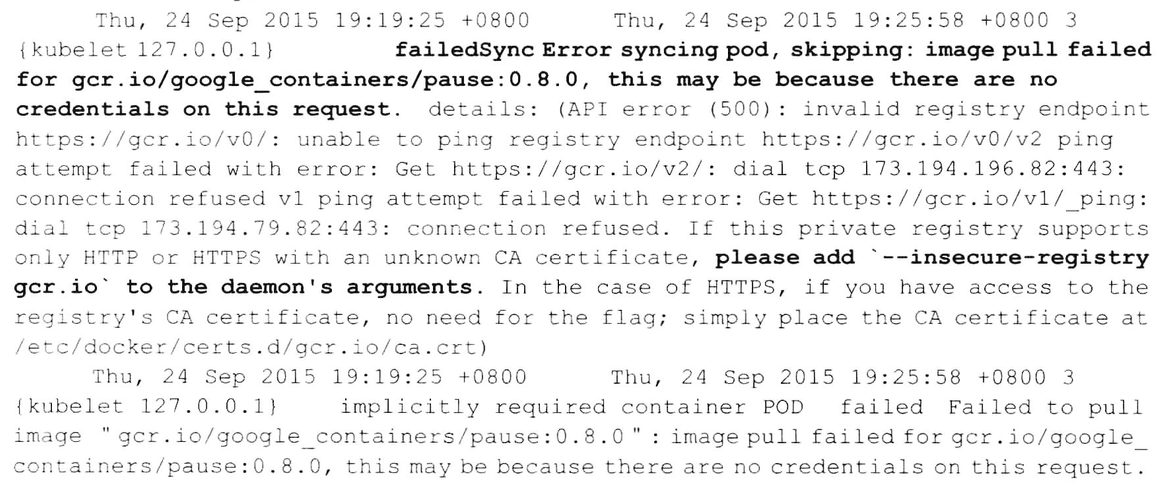 Thu, 24 Sep 2015 19:19:25 +0800 Thu, 24 Sep 2015 19:25:58 +0800 3
{kubelet 127.0.0.1} failedSync Error syncing pod, skipping: image pull failed
for gcr.io/google_containers/pause:0.8.0, this may be because there are no
credentials on this request. details: (API error (500): invalid registry endpoint
https://gcr.io/v0/: unable to ping registry endpoint https://gcr.io/v0/v2 ping
attempt failed with error: Get https://gcr.io/v2/: dial tcp 173.194.196.82:443:
connection refused v1 ping attempt failed with error: Get https://gcr.io/v1/_ping:
dial tcp 173.194.79.82:443: connection refused. If this private registry supports
only HTTP or HTTPS with an unknown CA certificate, please add `--insecure-registry
gcr.io` to the daemon's arguments. In the case of HTTPS, if you have access to the
registry's CA certificate, no need for the flag; simply place the CA certificate at
/etc/docker/certs.d/gcr.io/ca.crt)
Thu, 24 Sep 2015 19:19:25 +0800 Thu, 24 Sep 2015 19:25:58 +0800 3
{kubelet 127.0.0.1} implicitly required container POD failed Failed to pull
image "gcr.io/google_containers/pause:0.8.0": image pull failed for gcr.io/google_
containers/pause:0.8.0, this may be because there are no credentials on this request.